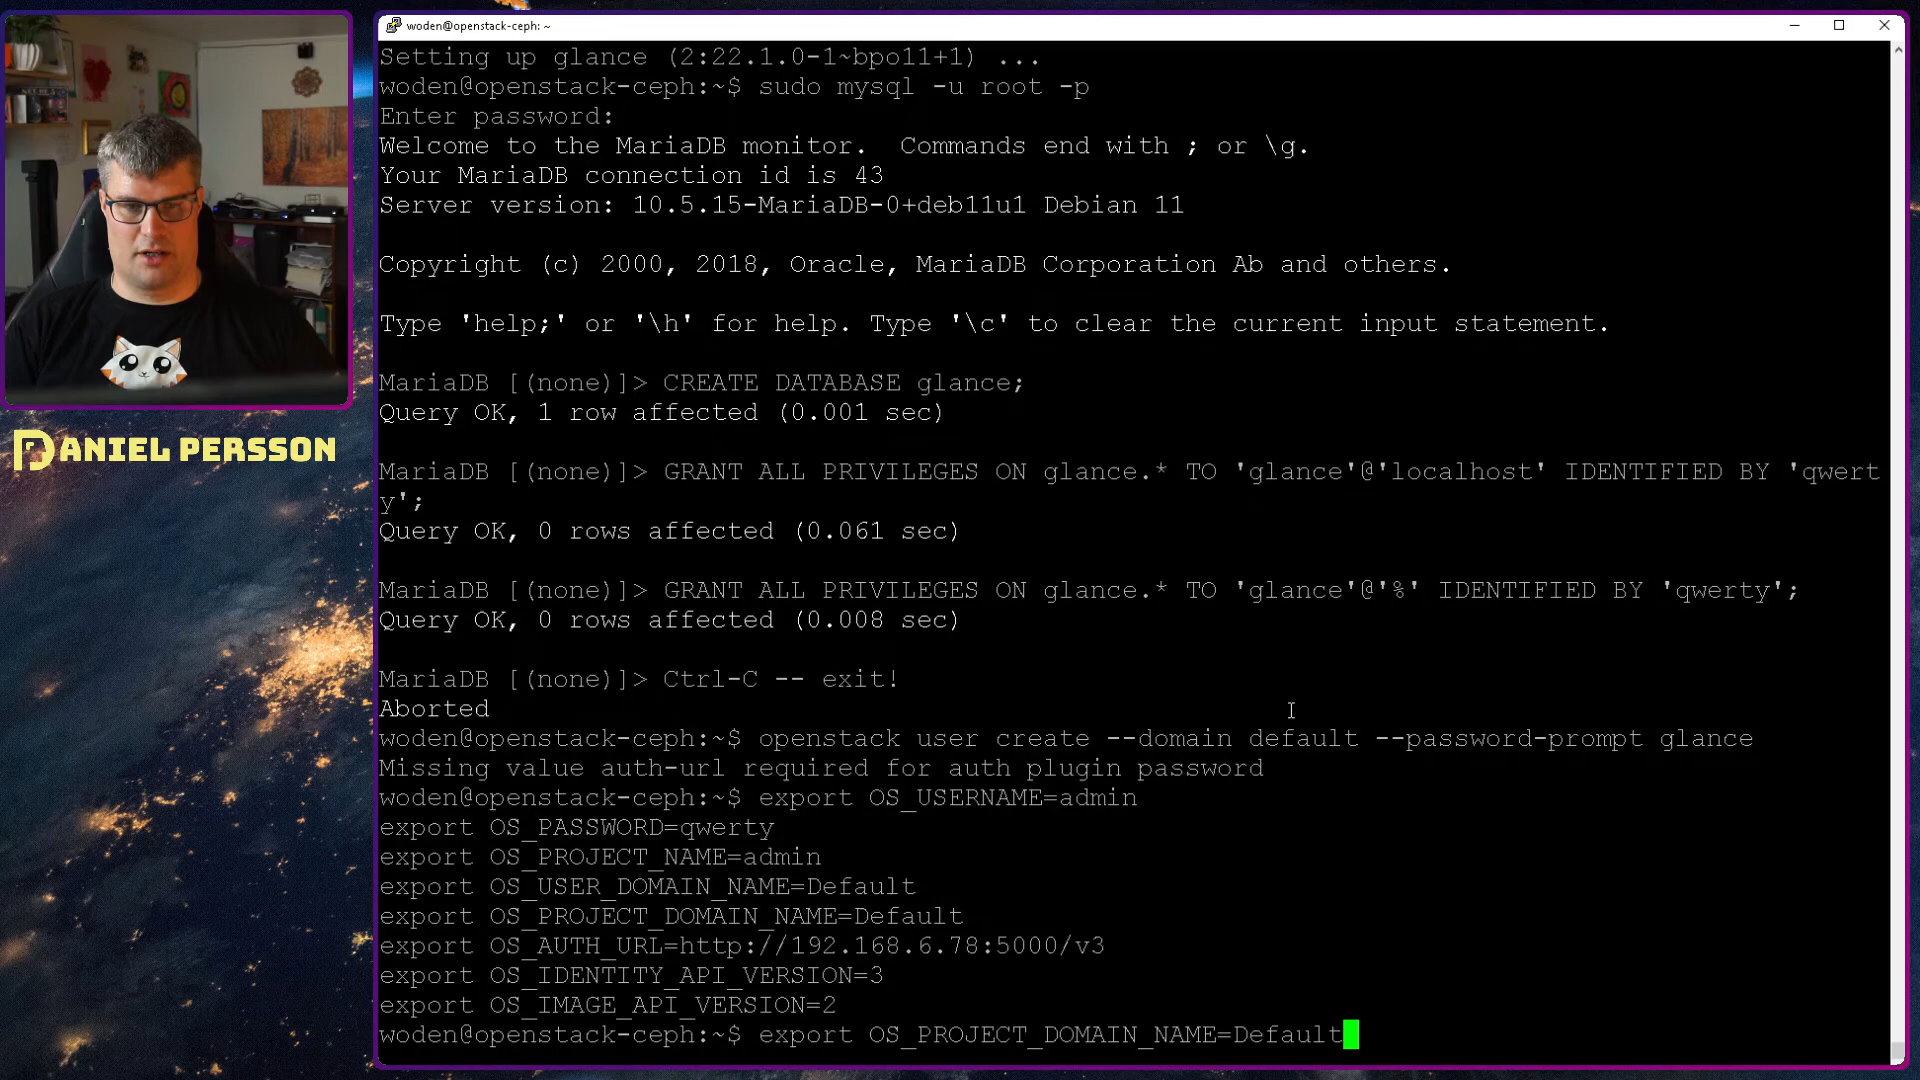 woden@openstack-ceph: ~
Setting up glance (2:22.1.0-1~bpo11+1) ...
woden@openstack-ceph:~$ sudo mysql -u root -p
Enter password:
Welcome to the MariaDB monitor.  Commands end with ; or \g.
Your MariaDB connection id is 43
Server version: 10.5.15-MariaDB-0+deb11u1 Debian 11
Copyright (c) 2000, 2018, Oracle, MariaDB Corporation Ab and others.
Type 'help;' or '\h' for help. Type '\c' to clear the current input statement.
MariaDB [(none)]> CREATE DATABASE glance;
Query OK, 1 row affected (0.001 sec)
DANIEL PERSSON
MariaDB [(none)]> GRANT ALL PRIVILEGES ON glance.* TO 'glance'@'localhost' IDENTIFIED BY 'qwert
y';
Query OK, 0 rows affected (0.061 sec)
MariaDB [(none)]> GRANT ALL PRIVILEGES ON glance.* TO 'glance'@'%' IDENTIFIED BY 'qwerty';
Query OK, 0 rows affected (0.008 sec)
MariaDB [(none)]> Ctrl-C -- exit!
Aborted
woden@openstack-ceph:~$ openstack user create --domain default --password-prompt glance
Missing value auth-url required for auth plugin password
woden@openstack-ceph:~$ export OS_USERNAME=admin
export OS_PASSWORD=qwerty
export OS_PROJECT_NAME=admin
export OS_USER_DOMAIN_NAME=Default
export OS_PROJECT_DOMAIN_NAME=Default
export OS_AUTH_URL=http://192.168.6.78:5000/v3
export OS_IDENTITY_API_VERSION=3
export OS_IMAGE_API_VERSION=2
woden@openstack-ceph:~$ export OS_PROJECT_DOMAIN_NAME=Default